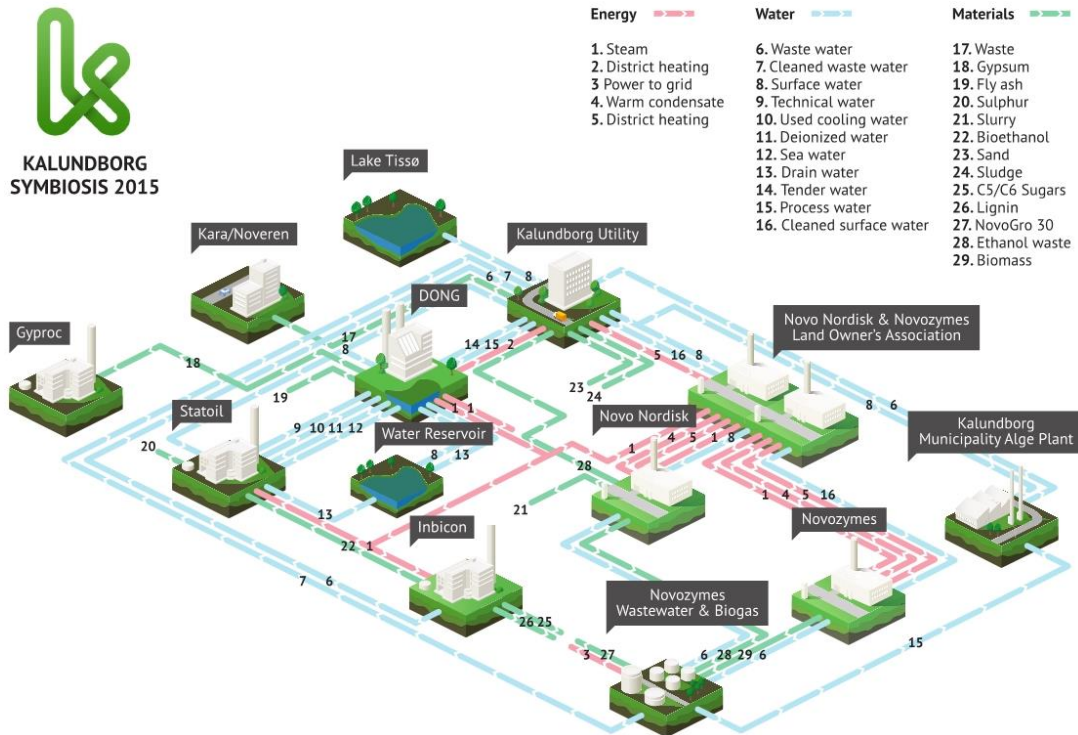 KALUNDBORG
SYMBIOSIS 2015
Energy
1. Steam
2. District heating
3 Power to grid
4. Warm condensate
5. District heating
Water
6. Waste water
7. Cleaned waste water
8. Surface water
9. Technical water
10. Used cooling water
11. Deionized water
12. Sea water
13. Drain water
14. Tender water
15. Process water
16. Cleaned surface water
Materials
17. Waste
18. Gypsum
19. Fly ash
20. Sulphur
21. Slurry
22. Bioethanol
23. Sand
24. Sludge
25. C5/C6 Sugars
26. Lignin
27. NovoGro 30
28. Ethanol waste
29. Biomass
Lake Tissø
Kara/Noveren
Kalundborg Utility
6 7 8
DONG
Gyproc
Novo Nordisk & Novozymes
Land Owner's Association
17
8
14 15 2
18
5 16 8
19
23
24
8 6
Statoil
1 1
Novo Nordisk
Kalundborg
Municipality Alge Plant
9 10 11 12
Water Reservoir
1 4 5 1 8
20
8 13
28
1 4 5 16
21
13
Inbicon
Novozymes
22 1
7 6
Novozymes
Wastewater & Biogas
26 25
3 27
6 28 29 6
15